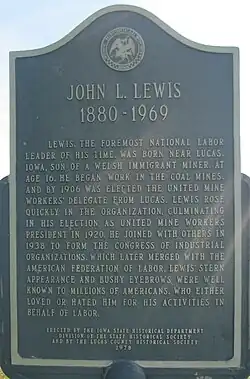 JOHN L. LEWIS
1880-1969
LEWIS, THE FOREMOST NATIONAL LABOR
LEADER OF HIS TIME, WAS BORN NEAR LUCAS,
IOWA, SON OF A WELSH IMMIGRANT MINER. AT
AGE 16, HE BEGAN WORK IN THE COAL MINES,
AND BY 1906 WAS ELECTED THE UNITED MINE
WORKERS' DELEGATE FROM LUCAS. LEWIS ROSE
QUICKLY IN THE ORGANIZATION, CULMINATING
IN HIS ELECTION AS UNITED MINE WORKERS
PRESIDENT IN 1920. HE JOINED WITH OTHERS IN
1938 TO FORM THE CONGRESS OF INDUSTRIAL
ORGANIZATIONS, WHICH LATER MERGED WITH THE
AMERICAN FEDERATION OF LABOR. LEWIS' STERN
APPEARANCE AND BUSHY EYEBROWS WERE WELL
KNOWN TO MILLIONS OF AMERICANS, WHO EITHER
LOVED OR HATED HIM FOR HIS ACTIVITIES IN
BEHALF OF LABOR.
ERECTED BY THE IOWA STATE HISTORICAL DEPARTMENT
DIVISION OF THE STATE HISTORICAL SOCIETY
AND BY THE LUCAS COUNTY HISTORICAL SOCIETY
1979